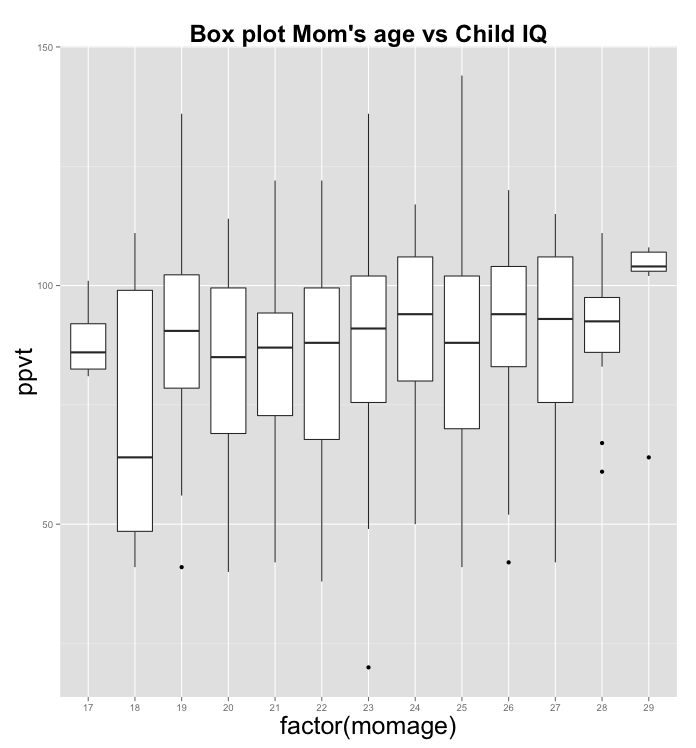 Box plot Mom's age vs Child IQ
150
100
50
ppvt
17 18 19 20 21 22 23 24 25 26 27 28 29
factor(momage)